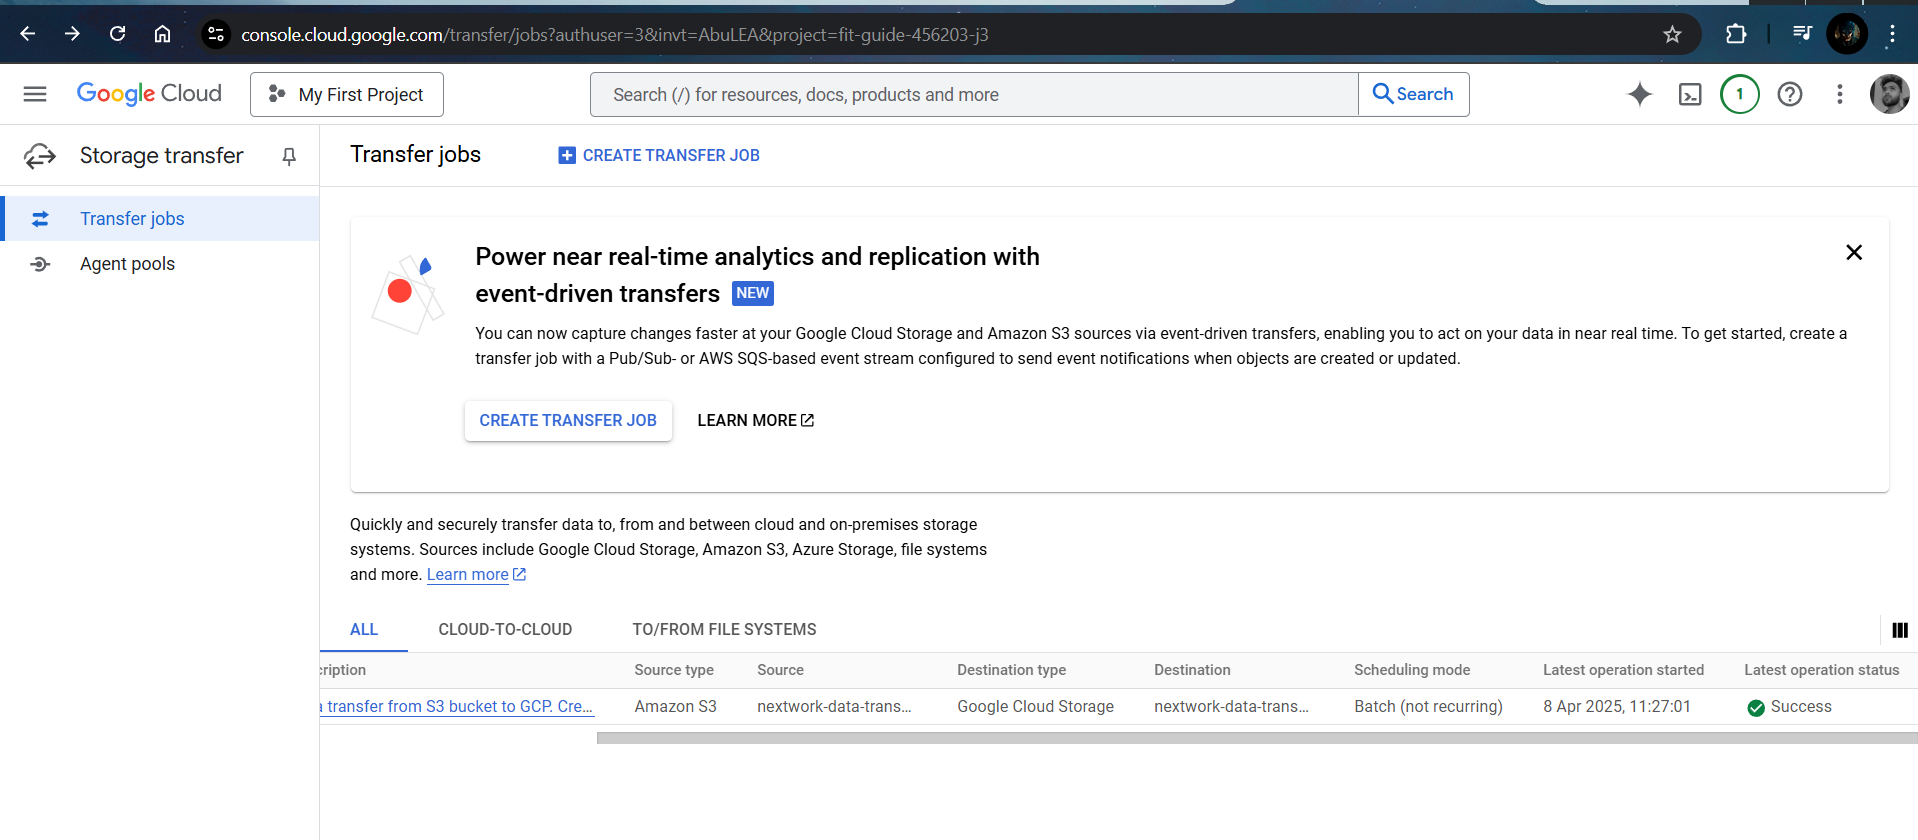 console.cloud.google.com/transfer/jobs?authuser=3&invt=AbuLEA&project=fit-guide-456203-j3
Google Cloud
My First Project
Search (/) for resources, docs, products and more
Search
1
Storage transfer
Transfer jobs
CREATE TRANSFER JOB
Transfer jobs
Agent pools
Power near real-time analytics and replication with
event-driven transfers NEW
You can now capture changes faster at your Google Cloud Storage and Amazon S3 sources via event-driven transfers, enabling you to act on your data in near real time. To get started, create a
transfer job with a Pub/Sub- or AWS SQS-based event stream configured to send event notifications when objects are created or updated.
CREATE TRANSFER JOB
LEARN MORE
Quickly and securely transfer data to, from and between cloud and on-premises storage
systems. Sources include Google Cloud Storage, Amazon S3, Azure Storage, file systems
and more. Learn more
ALL CLOUD-TO-CLOUD TO/FROM FILE SYSTEMS
cription Source type Source Destination type Destination Scheduling mode Latest operation started Latest operation status
a transfer from S3 bucket to GCP. Cre... Amazon S3 nextwork-data-trans... Google Cloud Storage nextwork-data-trans... Batch (not recurring) 8 Apr 2025, 11:27:01 Success